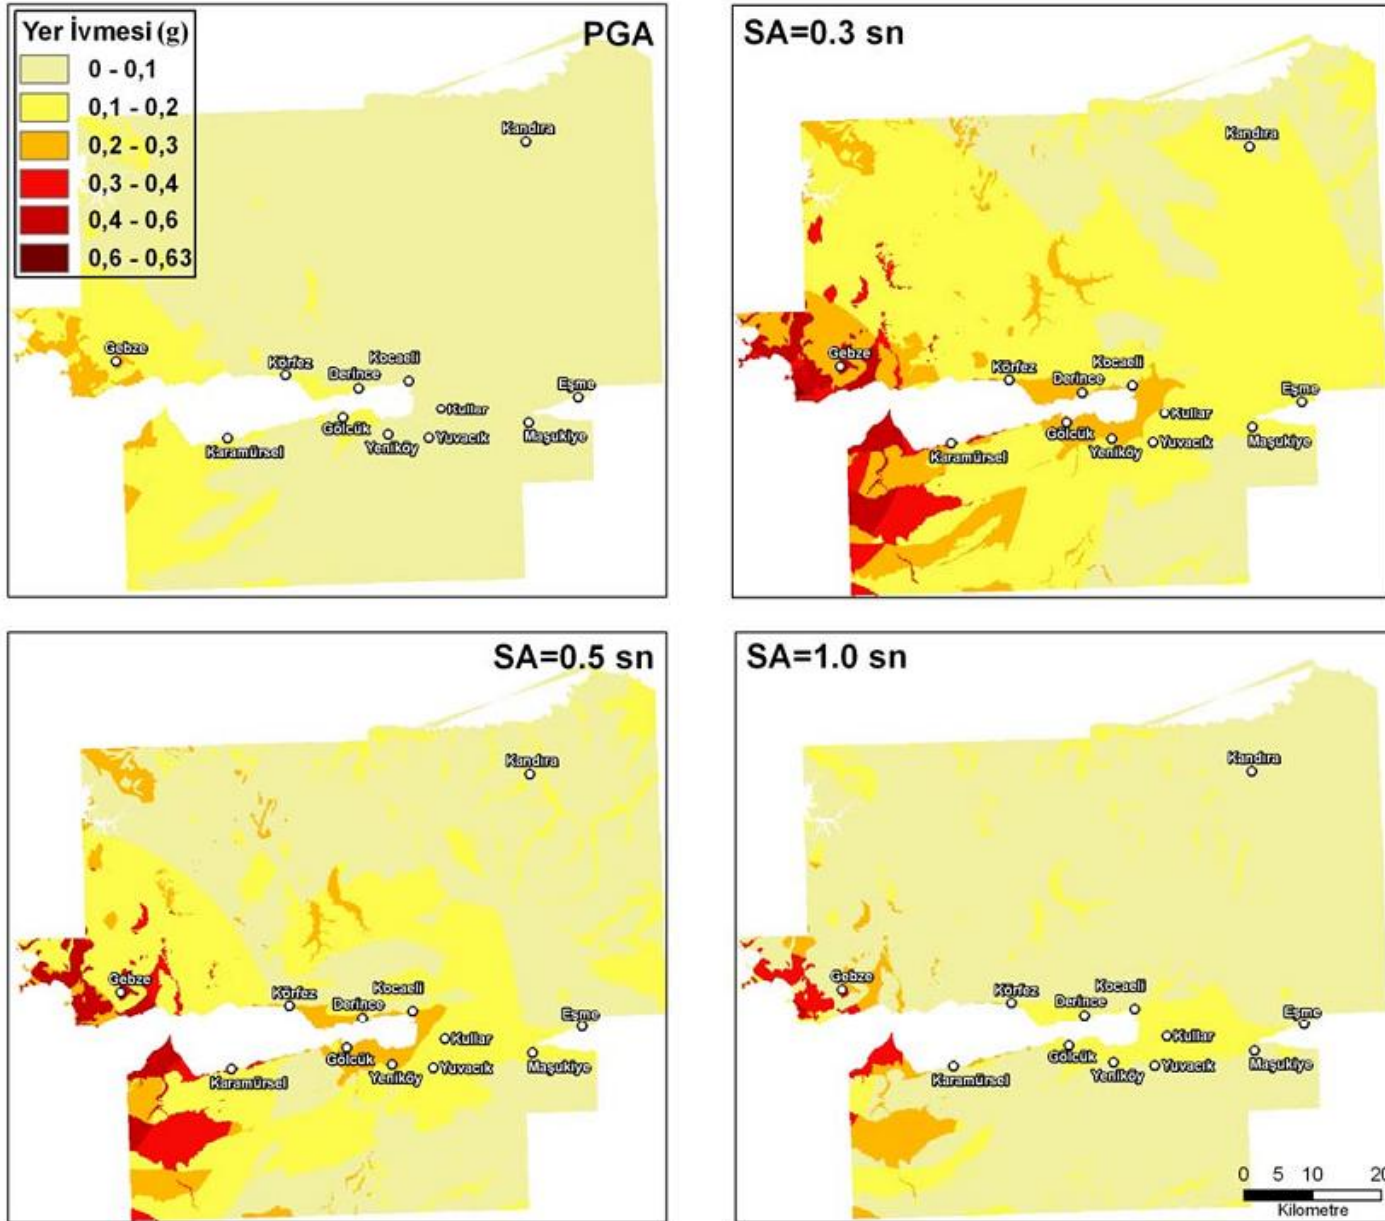 Yer İvmesi (g)
0 - 0,1
0,1 - 0,2
0,2 - 0,3
0,3 - 0,4
0,4 - 0,6
0,6 - 0,63
PGA
Kandıra
Gebze
Körfez
Kocaeli
Derince
Eşme
Kullar
Gölcük
Maşukiye
Karamürsel
Yeniköy
Yuvacık
SA=0.3 sn
Kandıra
Gebze
Körfez
Kocaeli
Derince
Eşme
Kullar
Gölcük
Maşukiye
Karamürsel
Yeniköy
Yuvacık
SA=0.5 sn
Kandıra
Gebze
Körfez
Kocaeli
Derince
Eşme
Kullar
Gölcük
Maşukiye
Karamürsel
Yeniköy
Yuvacık
SA=1.0 sn
Kandıra
Gebze
Körfez
Kocaeli
Derince
Eşme
Kullar
Gölcük
Maşukiye
Karamürsel
Yeniköy
Yuvacık
0 5 10 20
Kilometre